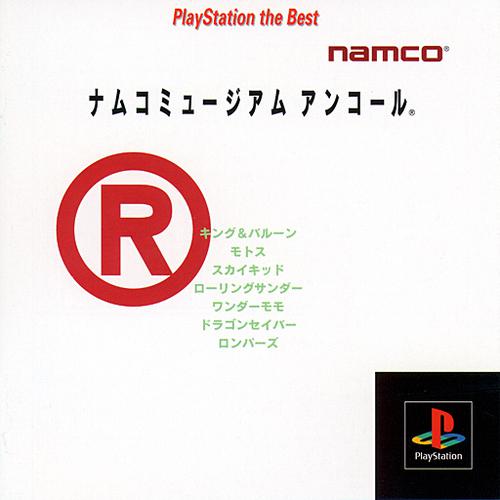 PlayStation the Best
namco®
ナムコミュージアム アンコール®
®
キング&バルーン
モトス
スカイキッド
ローリングサンダー
ワンダーモモ
ドラゴンセイバー
ロンパーズ
PlayStation